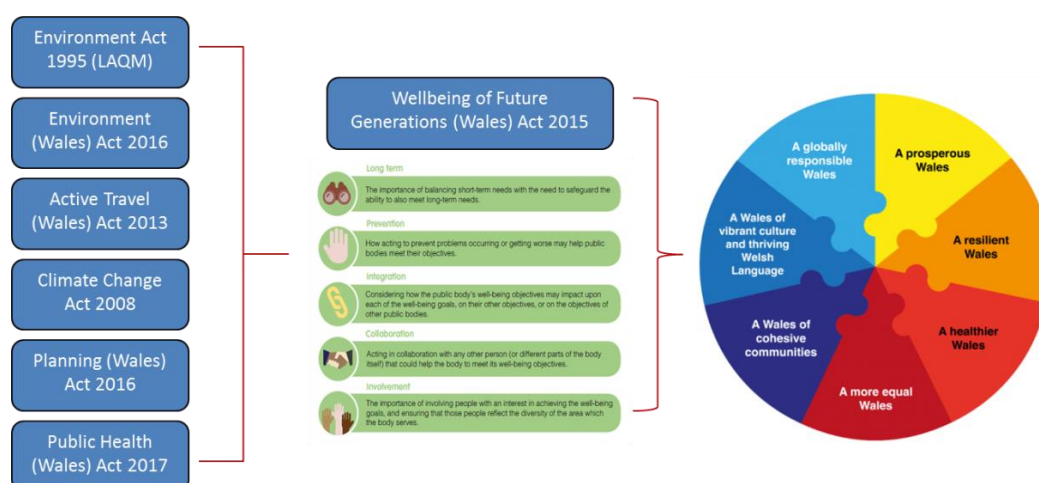 Environment Act
1995 (LAQM)
Environment
(Wales) Act 2016
Active Travel
(Wales) Act 2013
Climate Change
Act 2008
Planning (Wales)
Act 2016
Public Health
(Wales) Act 2017
Wellbeing of Future
Generations (Wales) Act 2015
Long term
The importance of balancing short-term needs with the need to safeguard the
ability to also meet long-term needs.
Prevention
How acting to prevent problems occurring or getting worse may help public
bodies meet their objectives.
Integration
Considering how the public body's well-being objectives may impact upon
each of the well-being goals, on their other objectives, or on the objectives of
other public bodies.
Collaboration
Acting in collaboration with any other person (or different parts of the body
itself) that could help the body to meet its well-being objectives.
Involvement
The importance of involving people with an interest in achieving the well-being
goals, and ensuring that those people reflect the diversity of the area which
the body serves.
A globally
responsible
Wales
A prosperous
Wales
A resilient
Wales
A healthier
Wales
A more equal
Wales
A Wales of
cohesive
communities
A Wales of
vibrant culture
and thriving
Welsh
Language